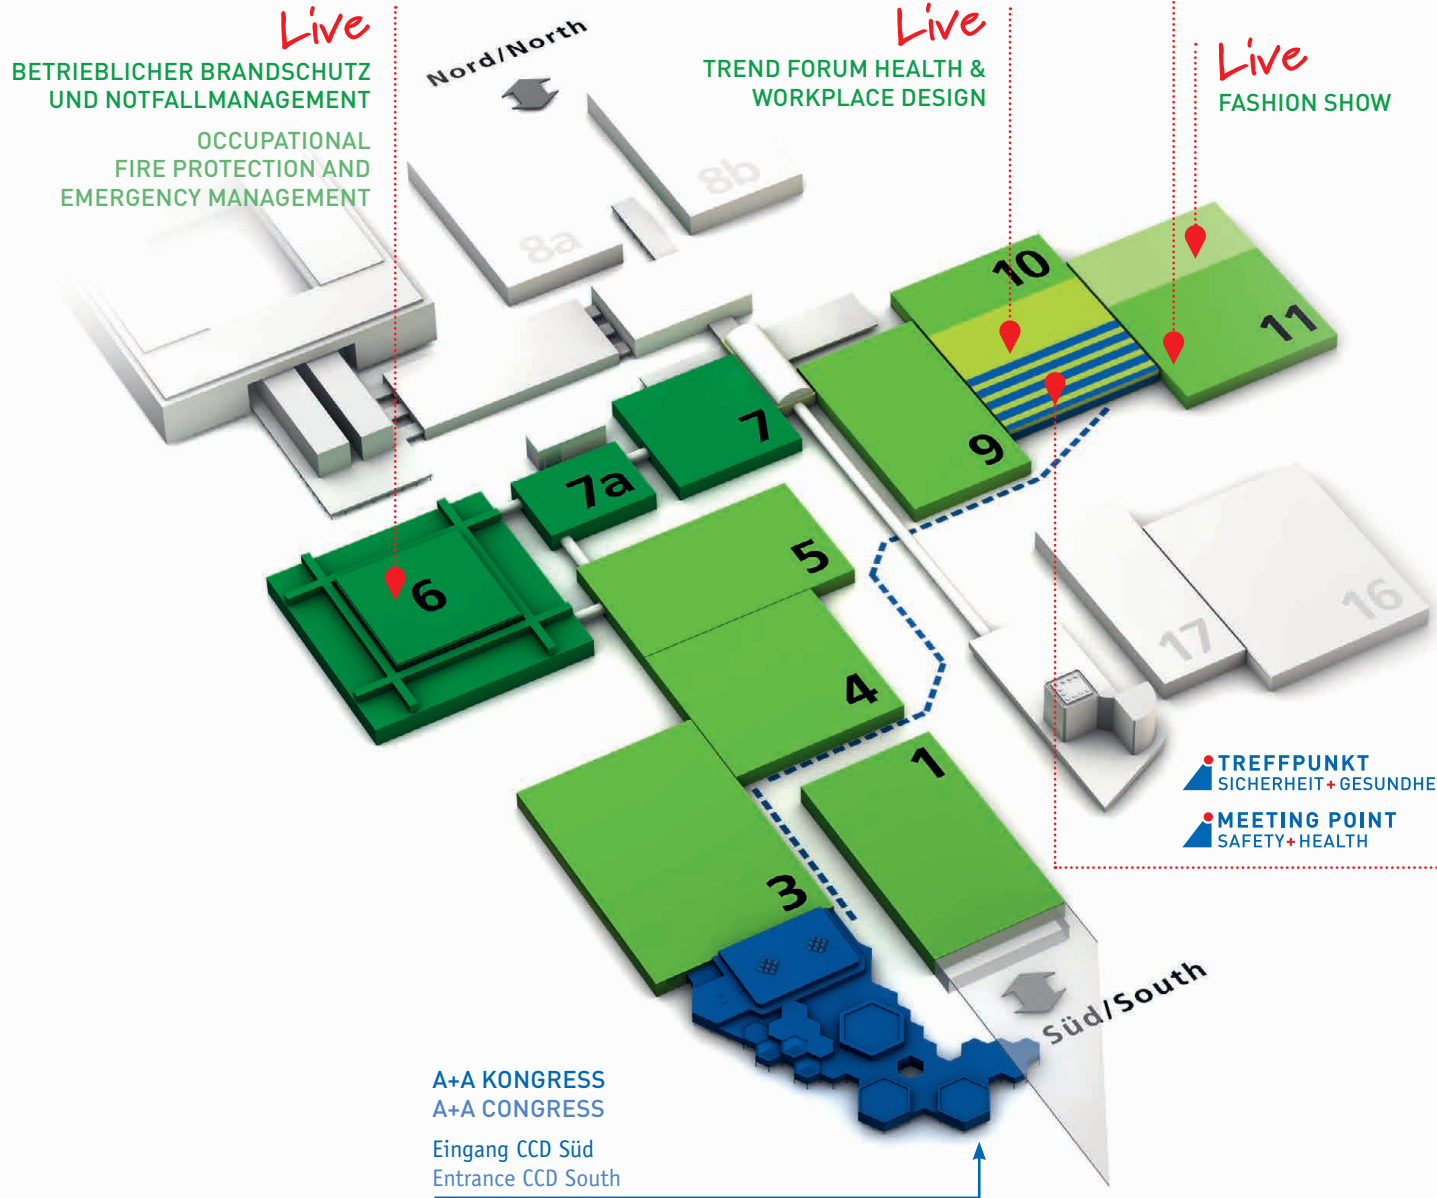 Live
BETRIEBLICHER BRANDSCHUTZ
UND NOTFALLMANAGEMENT
OCCUPATIONAL
FIRE PROTECTION AND
EMERGENCY MANAGEMENT
Nord/North
Live
TREND FORUM HEALTH &
WORKPLACE DESIGN
Live
FASHION SHOW
8b
8a
10
11
7
9
7a
5
6
4
16
17
1
3
TREFFPUNKT
SICHERHEIT+GESUNDHE
MEETING POINT
SAFETY+HEALTH
Süd/South
A+A KONGRESS
A+A CONGRESS
Eingang CCD Süd
Entrance CCD South